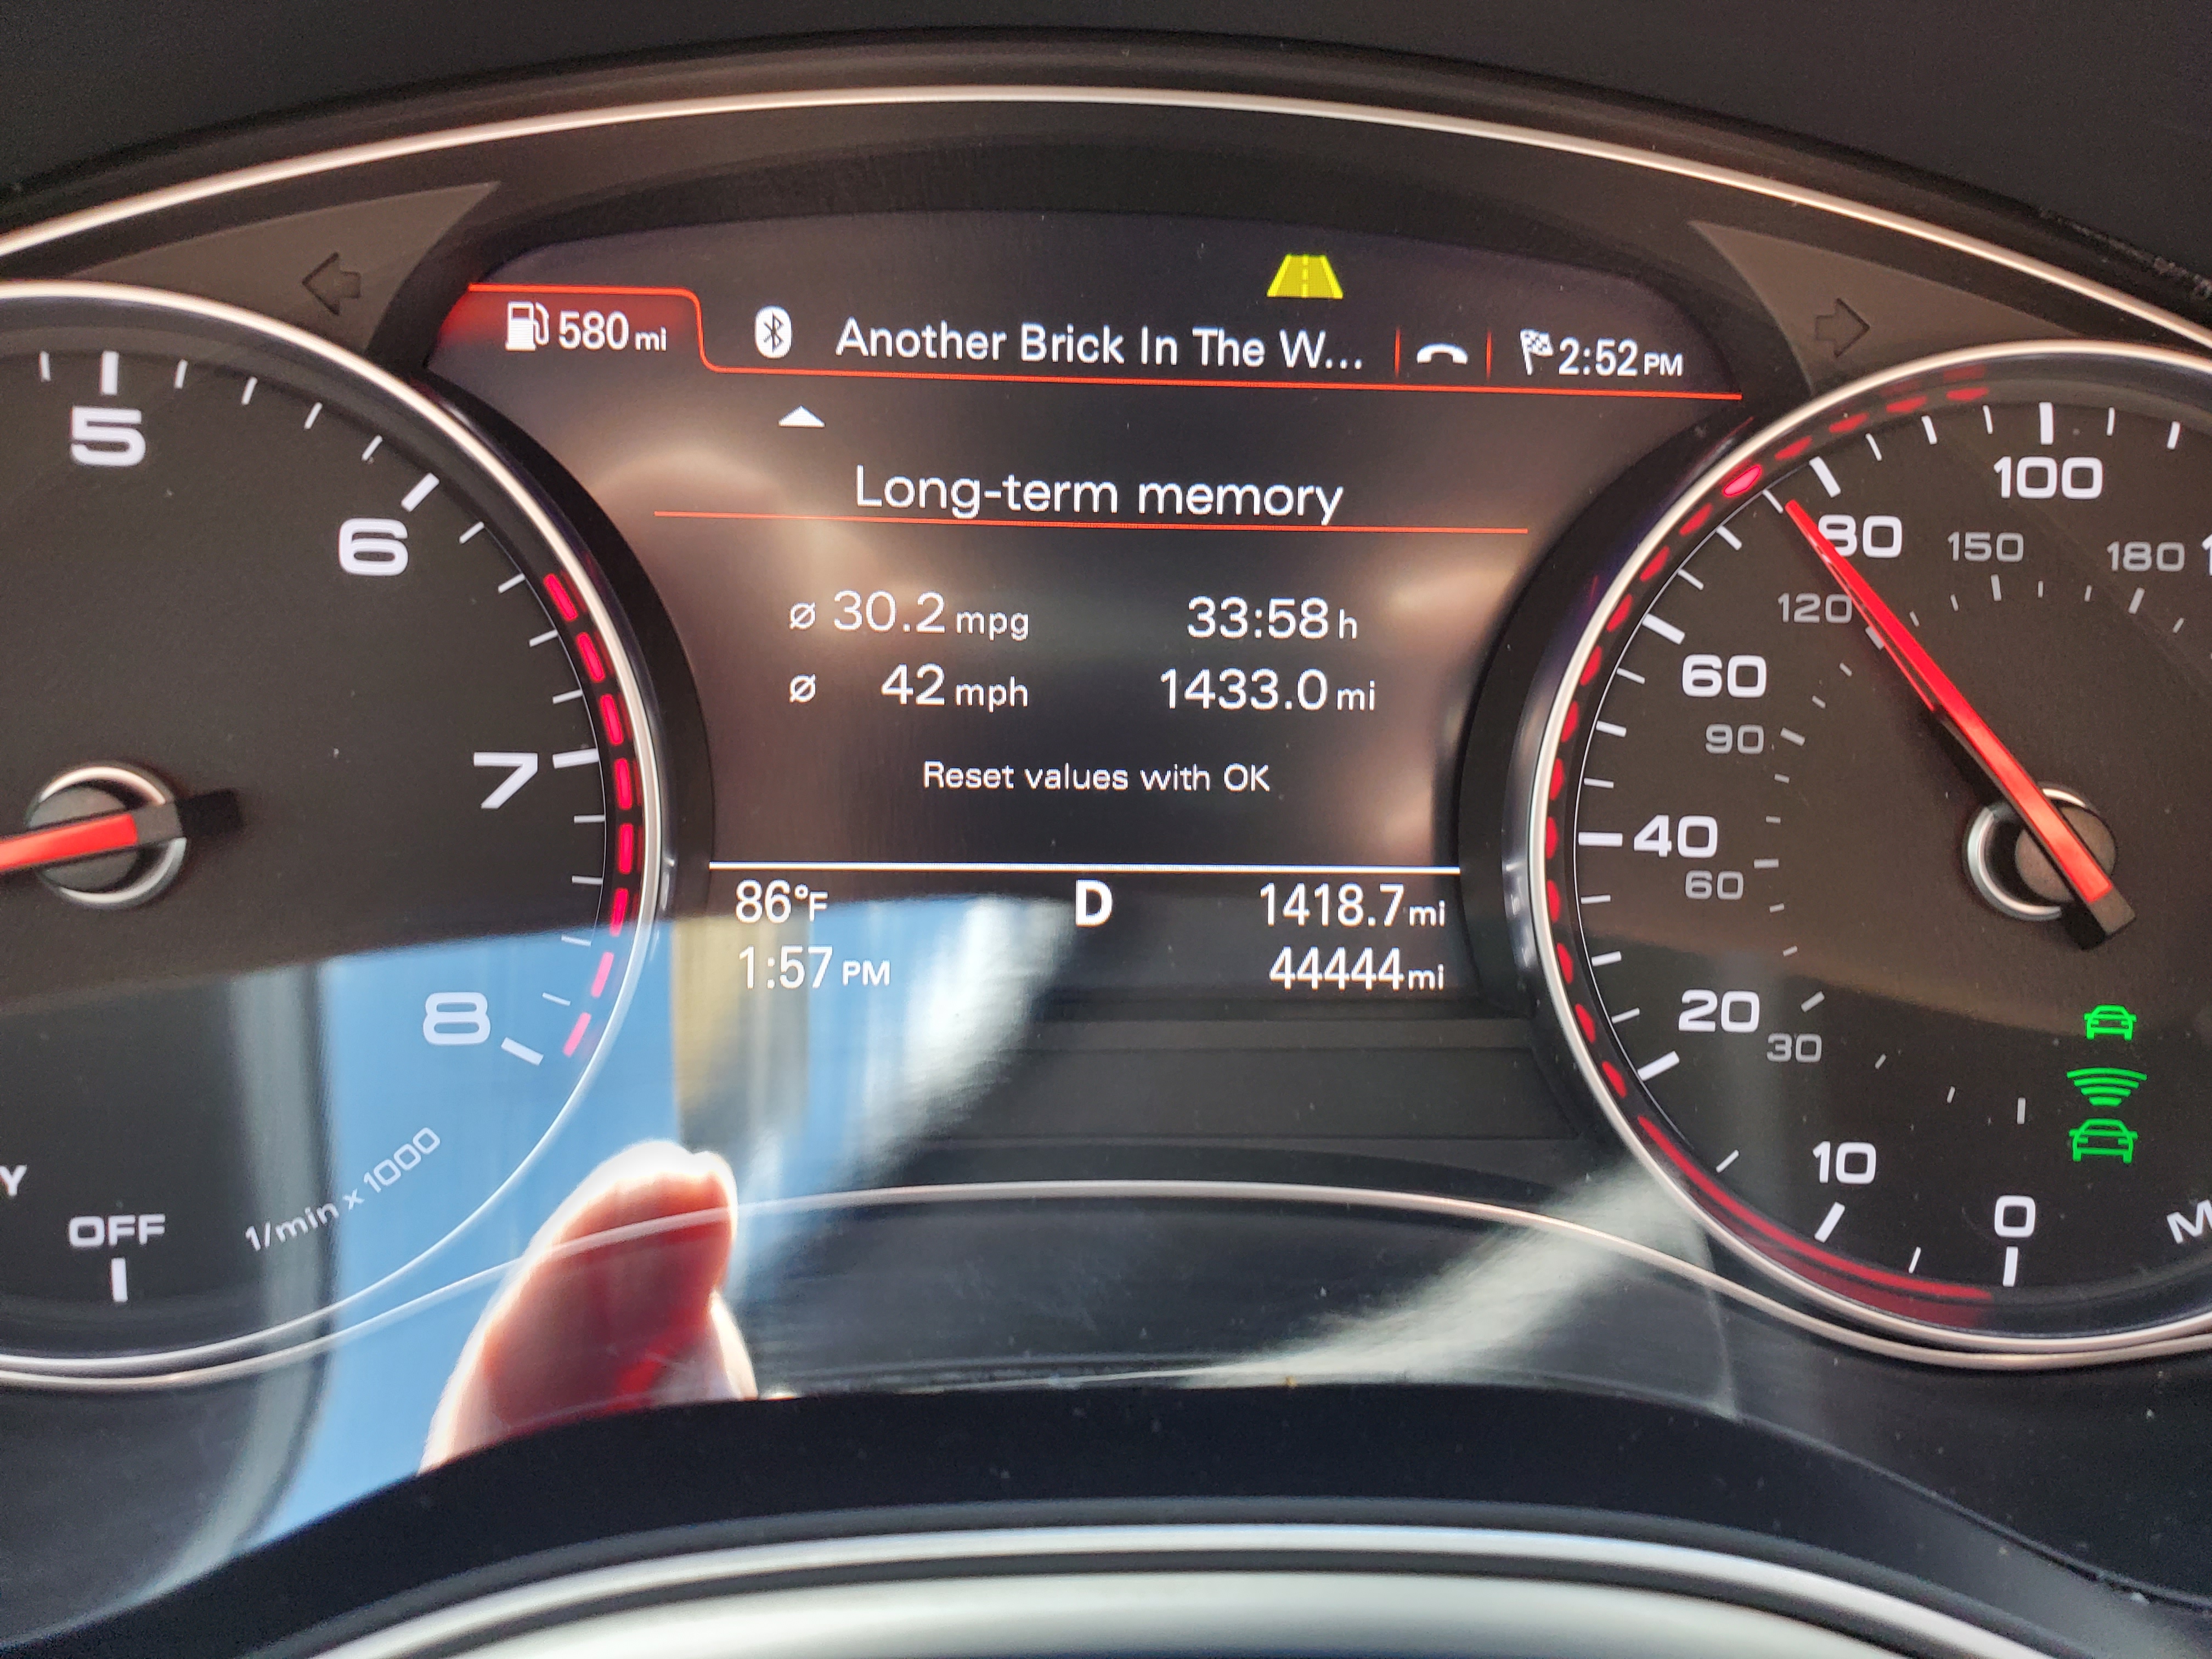 580 mi
Another Brick In The W...
2:52 PM
Long-term memory
ø 30.2 mpg 33:58 h
ø 42 mph 1433.0 mi
Reset values with OK
86°F D 1418.7 mi
1:57 PM 44444 mi
5
6
7
8
1/min x 1000
OFF
Y
100
80
60
40
20
10
0
180
150
120
90
60
30
M